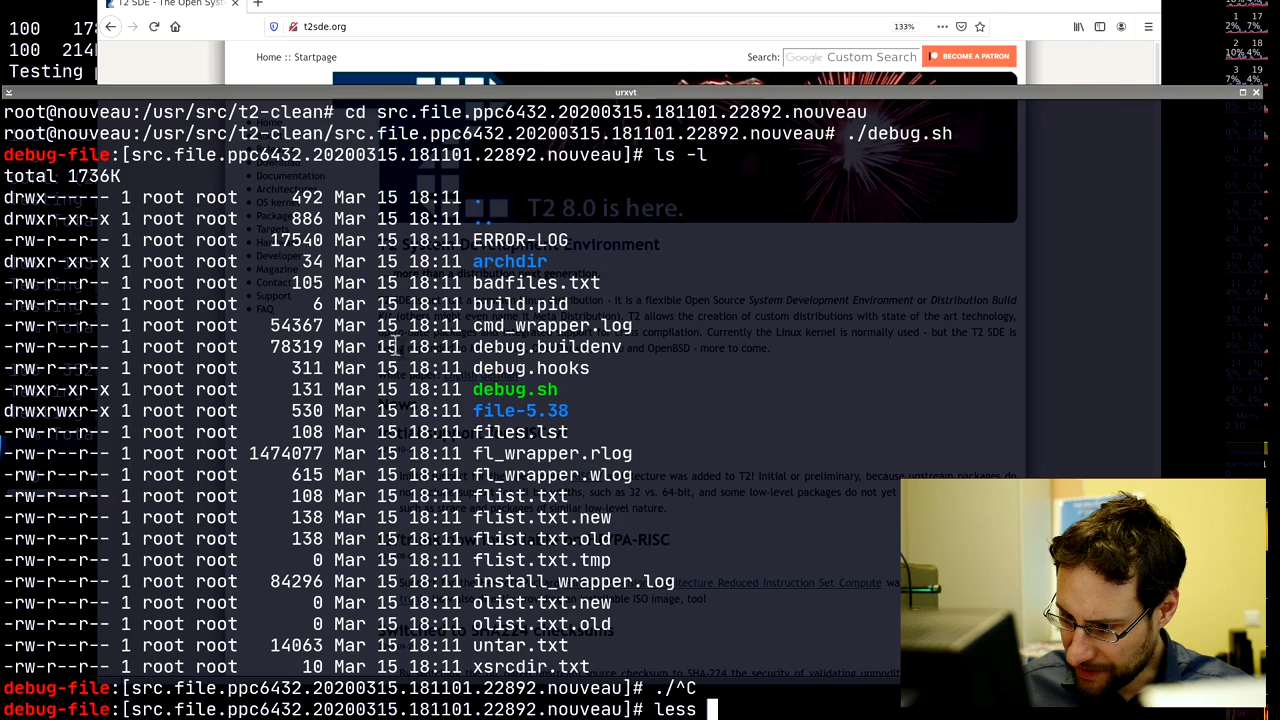 T2 SDE - The Open Syst
100 178
100 214
Testing
t2sde.org
133%
Home :: Startpage
Search:
Google Custom Search
BECOME A PATRON
urxvt
root@nouveau:/usr/src/t2-clean# cd src.file.ppc6432.20200315.181101.22892.nouveau
root@nouveau:/usr/src/t2-clean/src.file.ppc6432.20200315.181101.22892.nouveau# ./debug.sh
debug-file:[src.file.ppc6432.20200315.181101.22892.nouveau]# ls -l
total 1736K
drwx------ 1 root root     492 Mar 15 18:11 .
drwxr-xr-x 1 root root     886 Mar 15 18:11 ..
-rw-r--r-- 1 root root   17540 Mar 15 18:11 ERROR-LOG
drwxr-xr-x 1 root root      34 Mar 15 18:11 archdir
-rw-r--r-- 1 root root     105 Mar 15 18:11 badfiles.txt
-rw-r--r-- 1 root root       6 Mar 15 18:11 build_pid
-rw-r--r-- 1 root root   54367 Mar 15 18:11 cmd_wrapper.log
-rw-r--r-- 1 root root   78319 Mar 15 18:11 debug.buildenv
-rw-r--r-- 1 root root     311 Mar 15 18:11 debug.hooks
-rwxr-xr-x 1 root root     131 Mar 15 18:11 debug.sh
drwxrwxr-x 1 root root     530 Mar 15 18:11 file-5.38
-rw-r--r-- 1 root root     108 Mar 15 18:11 files.lst
-rw-r--r-- 1 root root 1474077 Mar 15 18:11 fl_wrapper.rlog
-rw-r--r-- 1 root root     615 Mar 15 18:11 fl_wrapper.wlog
-rw-r--r-- 1 root root     108 Mar 15 18:11 flist.txt
-rw-r--r-- 1 root root     138 Mar 15 18:11 flist.txt.new
-rw-r--r-- 1 root root     138 Mar 15 18:11 flist.txt.old
-rw-r--r-- 1 root root       0 Mar 15 18:11 flist.txt.tmp
-rw-r--r-- 1 root root   84296 Mar 15 18:11 install_wrapper.log
-rw-r--r-- 1 root root       0 Mar 15 18:11 olist.txt.new
-rw-r--r-- 1 root root       0 Mar 15 18:11 olist.txt.old
-rw-r--r-- 1 root root   14063 Mar 15 18:11 untar.txt
-rw-r--r-- 1 root root      10 Mar 15 18:11 xsrcdir.txt
debug-file:[src.file.ppc6432.20200315.181101.22892.nouveau]# ./^C
debug-file:[src.file.ppc6432.20200315.181101.22892.nouveau]# less
Documentation
Magazine
Support
FAQ
T2 8.0 is here.
T2 System Development Environment